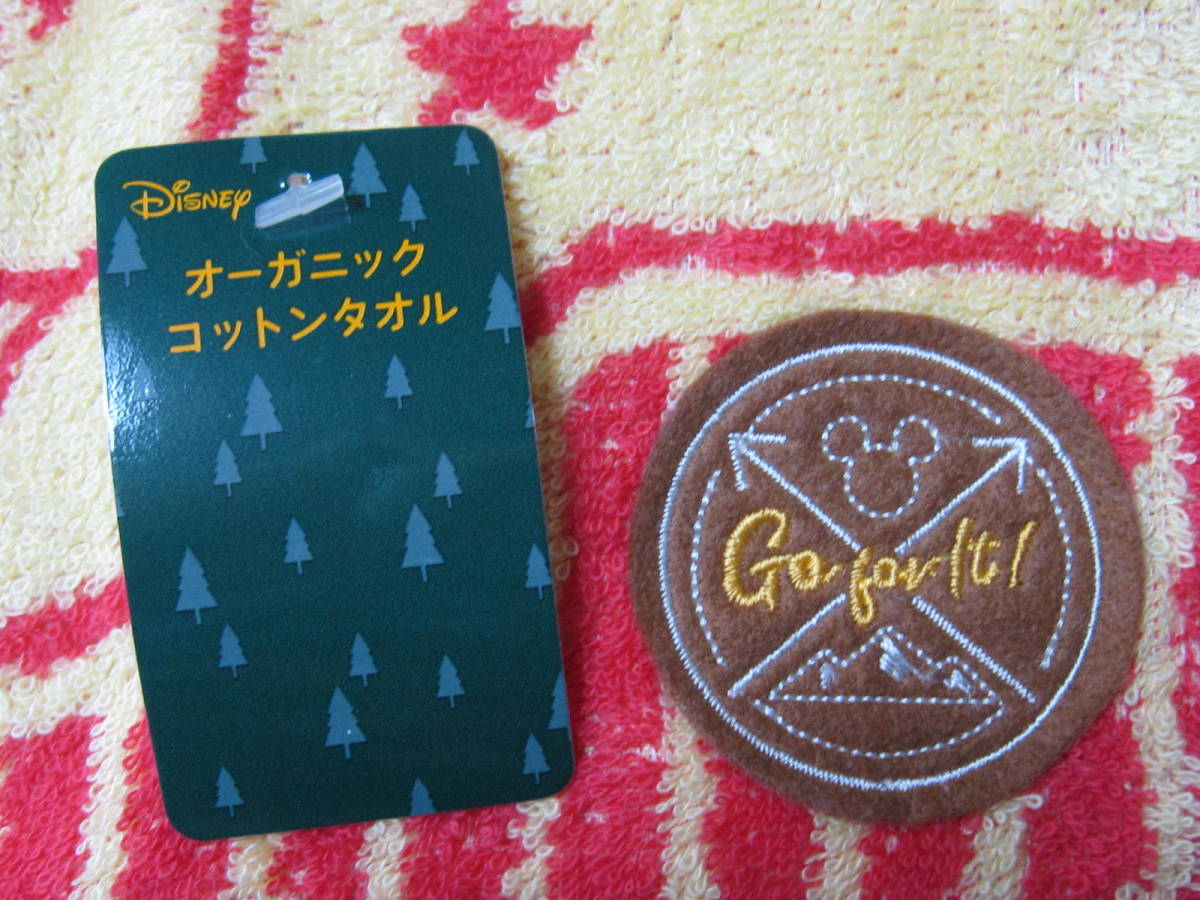 Disney
オーガニック
コットンタオル
Go for It!